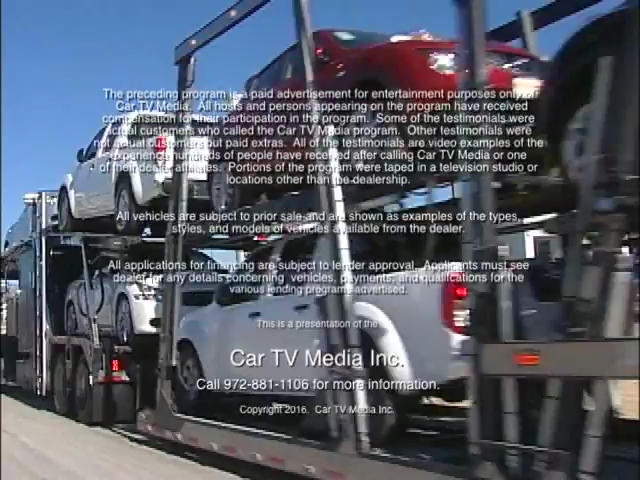 The preceding program is a paid advertisement for entertainment purposes only of
Car TV Media. All hosts and persons appearing on the program have received
compensation for their participation in the program. Some of the testimonials were
actual customers who called the Car TV Media program. Other testimonials were
not actual customers but paid extras. All of the testimonials are video examples of the
experience hundreds of people have received after calling Car TV Media or one
of their dealer affiliates. Portions of the program were taped in a television studio or
locations other than the dealership.
All vehicles are subject to prior sale and are shown as examples of the types,
styles, and models of vehicles available from the dealer.
All applications for financing are subject to lender approval. Applicants must see
dealer for any details concerning vehicles, payments, and qualifcations for the
various lending programs advertised.
This is a presentation of the
Car TV Media Inc.
Call 972-881-1106 for more information.
Copyright 2016. Car TV Media Inc.